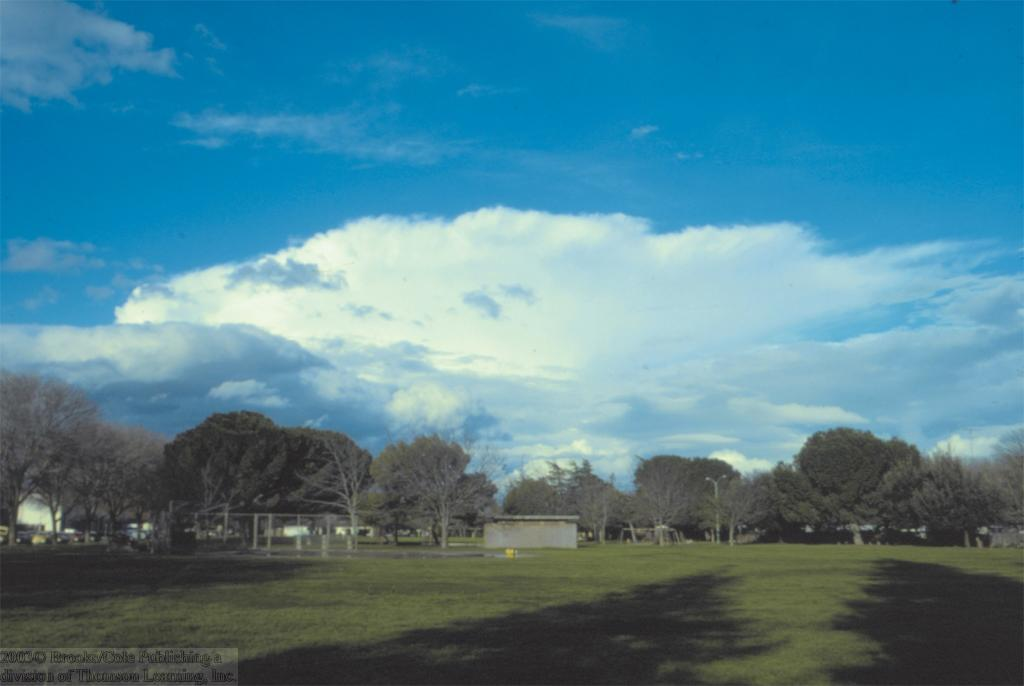 2002© Brooks/Cole Publishing a
division of Thomson Learning, Inc.